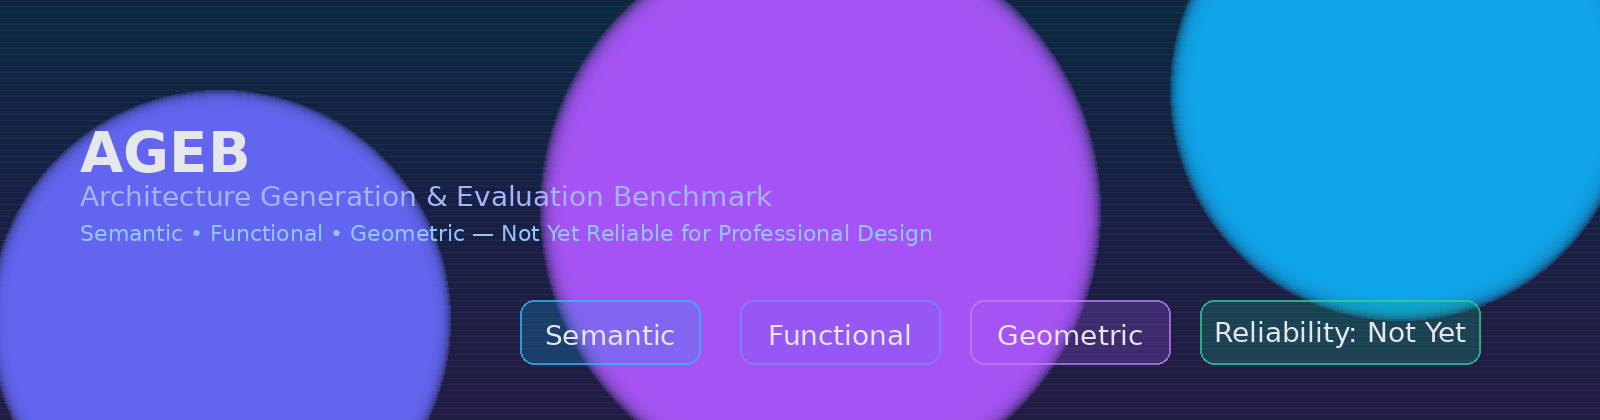 AGEB
Architecture Generation & Evaluation Benchmark
Semantic • Functional • Geometric — Not Yet Reliable for Professional Design
Semantic
Functional
Geometric
Reliability: Not Yet